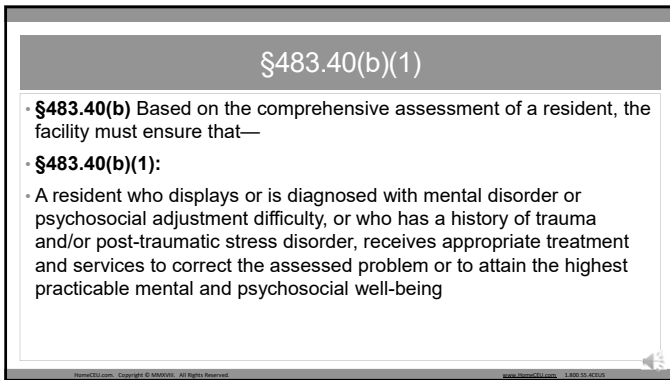 §483.40(b)(1)
• §483.40(b) Based on the comprehensive assessment of a resident, the
facility must ensure that—
• §483.40(b)(1):
• A resident who displays or is diagnosed with mental disorder or
psychosocial adjustment difficulty, or who has a history of trauma
and/or post-traumatic stress disorder, receives appropriate treatment
and services to correct the assessed problem or to attain the highest
practicable mental and psychosocial well-being
HomeCEU.com. Copyright © MMXVIII. All Rights Reserved.
www.HomeCEU.com 1.800.55.4CEUS